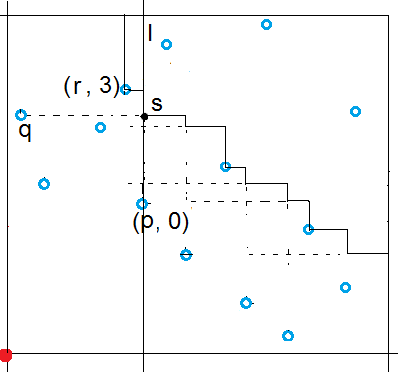 l
(r, 3)
s
q
(p, 0)